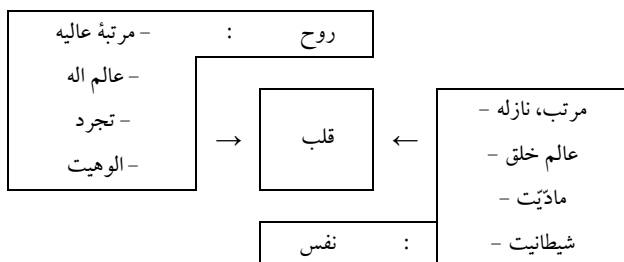 روح : – مرتبهٔ عالیه
– عالم اله
– تجرد
– الوهیت
→ قلب ←
مرتب، نازله –
عالم خلق –
مادّیّت –
شیطانیت –
: نفس